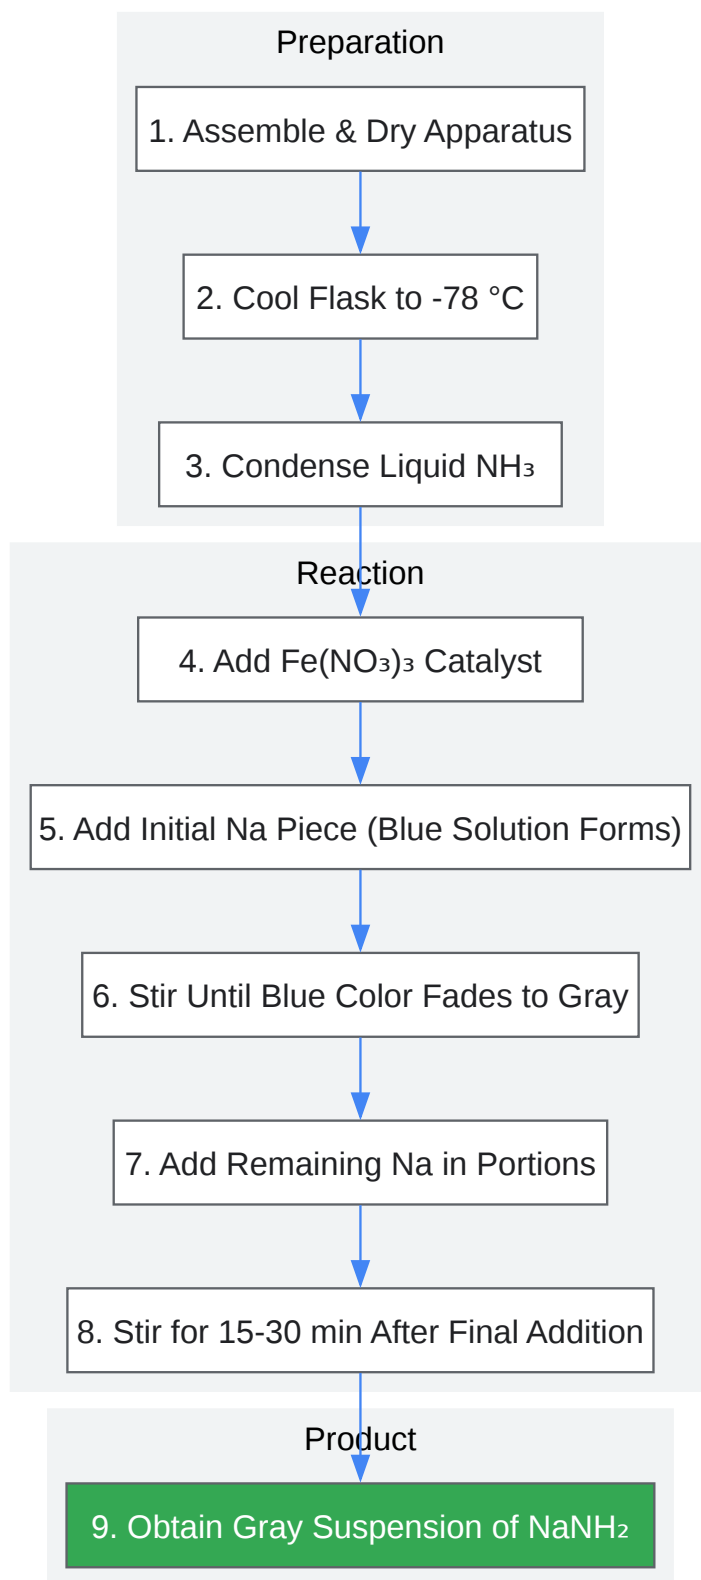 Preparation
1. Assemble & Dry Apparatus
2. Cool Flask to -78 °C
3. Condense Liquid NH₃
Reaction
4. Add Fe(NO₃)₃ Catalyst
5. Add Initial Na Piece (Blue Solution Forms)
6. Stir Until Blue Color Fades to Gray
7. Add Remaining Na in Portions
8. Stir for 15-30 min After Final Addition
Product
9. Obtain Gray Suspension of NaNH₂